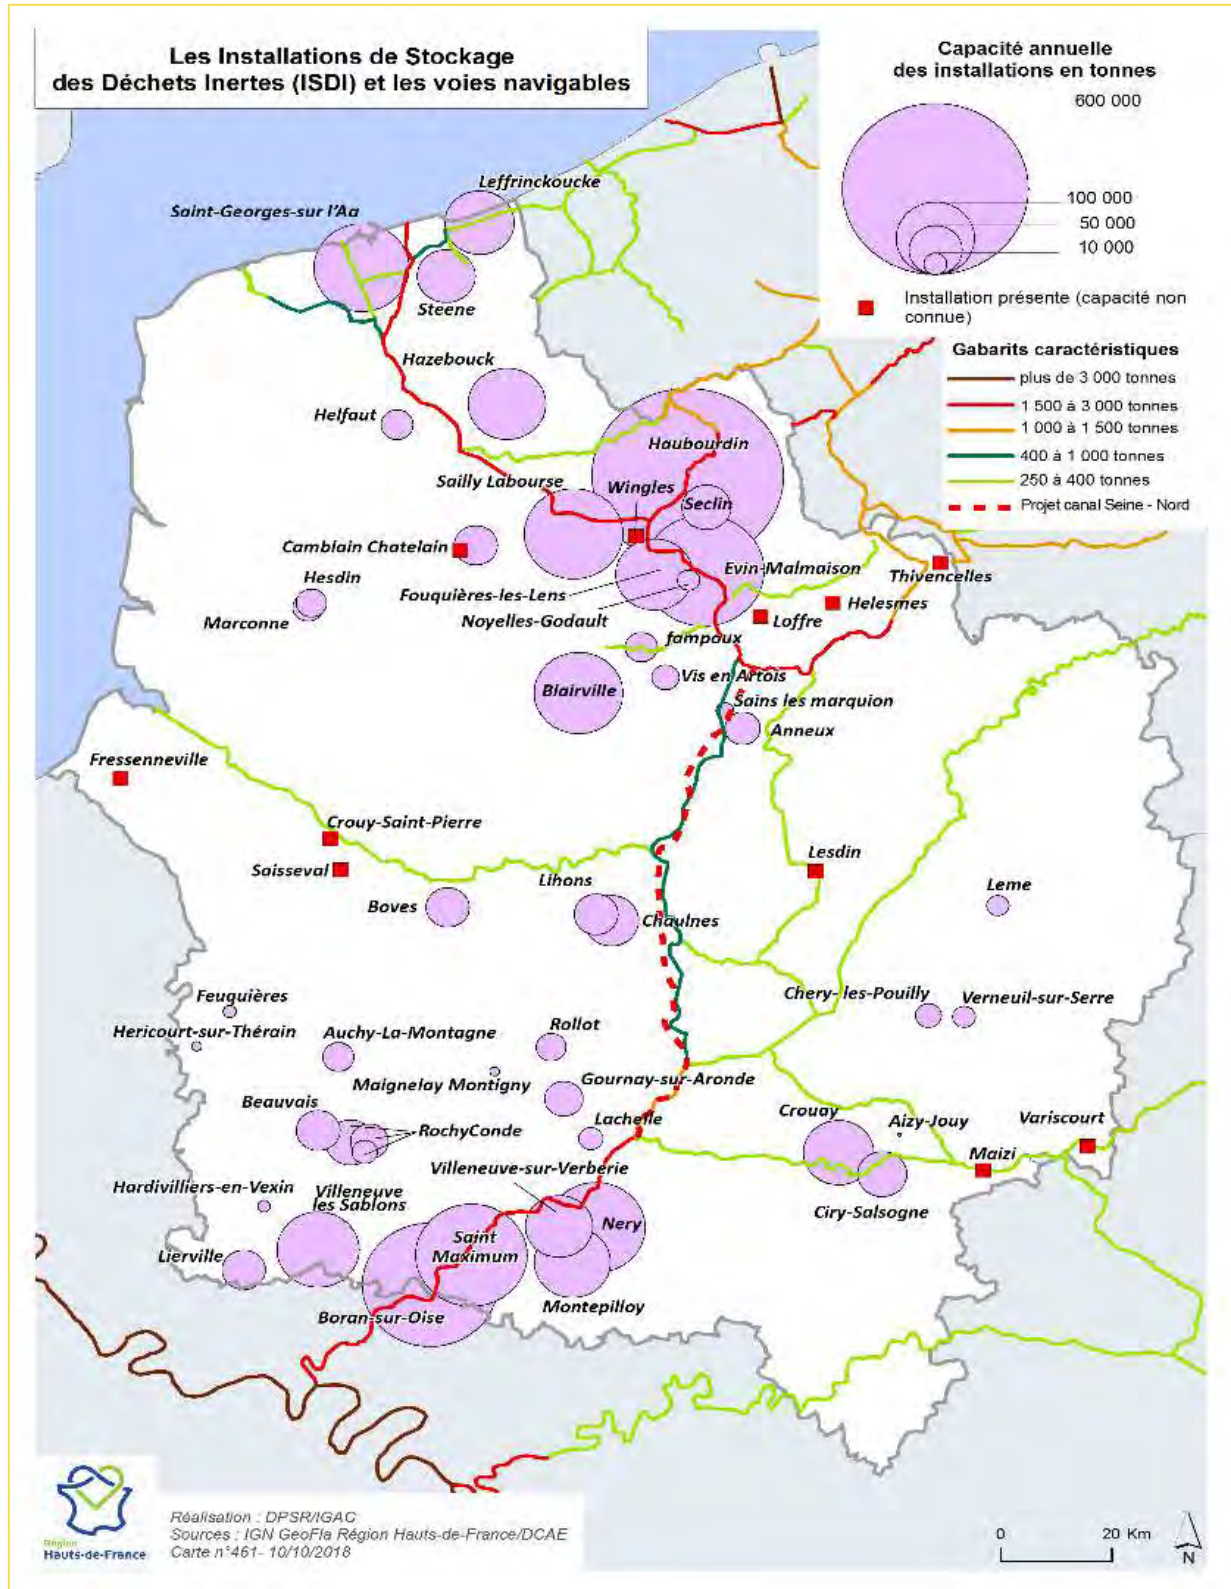 Les Installations de Stockage
des Déchets Inertes (ISDI) et les voies navigables
Capacité annuelle
des installations en tonnes
600 000
100 000
50 000
10 000
Installation présente (capacité non
connue)
Gabarits caractéristiques
plus de 3 000 tonnes
1 500 à 3 000 tonnes
1 000 à 1 500 tonnes
400 à 1 000 tonnes
250 à 400 tonnes
Projet canal Seine - Nord
Leffrinckoucke
Saint-Georges-sur l'Aa
Steene
Hazebouck
Helfaut
Haubourdin
Sailly Labourse
Wingles
Seclin
Camblain Chatelain
Evin-Malmaison
Thivencelles
Hesdin
Fouquières-les-Lens
Helesmes
Marconne
Noyelles-Godault
Loffre
fampoux
Vis en Artois
Blairville
Sains les marquion
Anneux
Fressenneville
Crouy-Saint-Pierre
Saisseval
Lesdin
Lihons
Leme
Boves
Chaulnes
Feuquières
Chery-les-Pouilly
Verneuil-sur-Serre
Hericourt-sur-Thérain
Auchy-La-Montagne
Rollot
Maignelay Montigny
Gournay-sur-Aronde
Beauvais
Lachelle
Crouay
Aizy-Jouy
Variscourt
RochyConde
Maizi
Villeneuve-sur-Verberie
Hardivilliers-en-Vexin
Villeneuve
les Sablons
Ciry-Salsogne
Nery
Saint
Maximum
Lierville
Montepilloy
Boran-sur-Oise
Région
Hauts-de-France
Réalisation : DPSR/IGAC
Sources : IGN GeoFla Région Hauts-de-France/DCAE
Carte n°461- 10/10/2018
0 20 Km
N